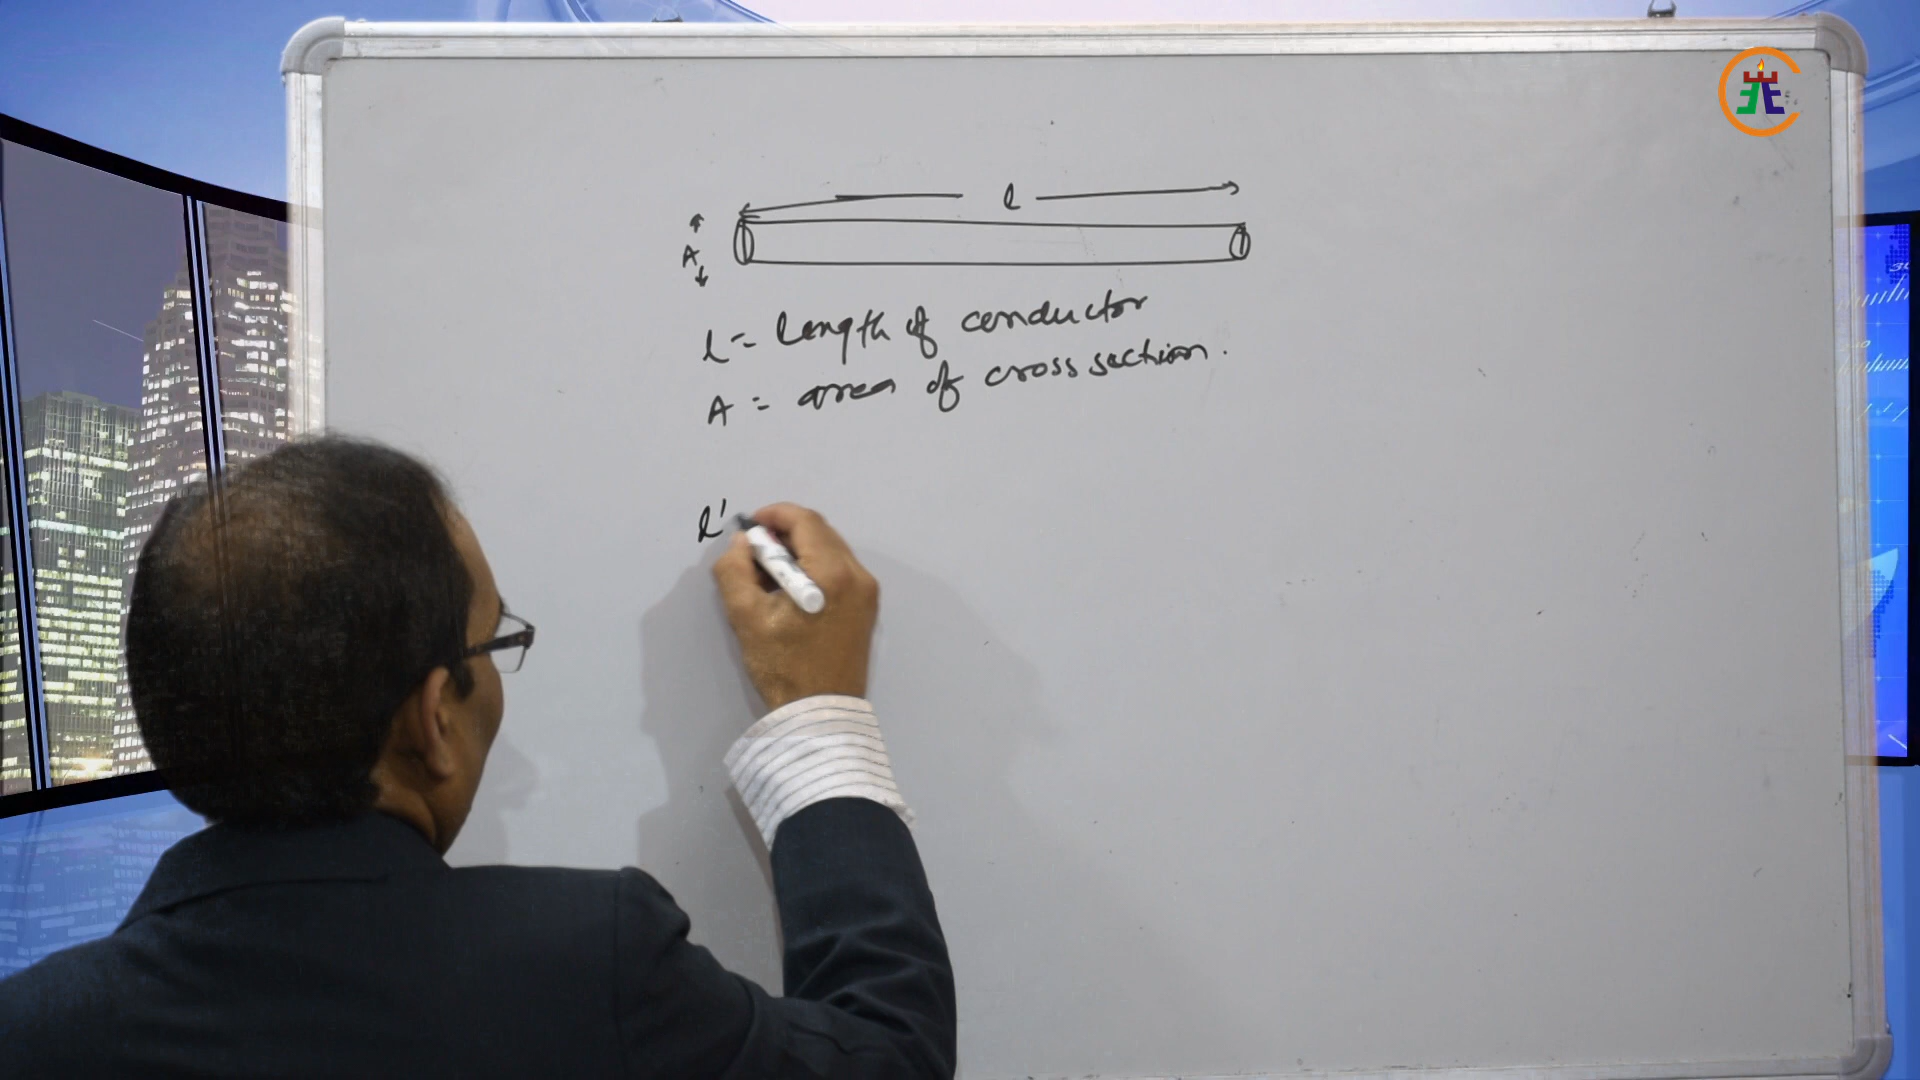 l
A
l = length of conductor
A = area of cross section.
l'